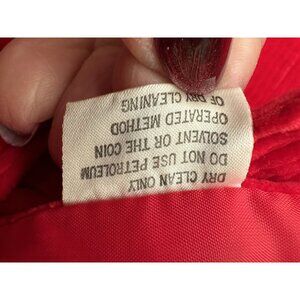 DRY CLEAN ONLY
DO NOT USE PETROLEUM
SOLVENT OR THE COIN
OPERATED METHOD
OF DRY CLEANING